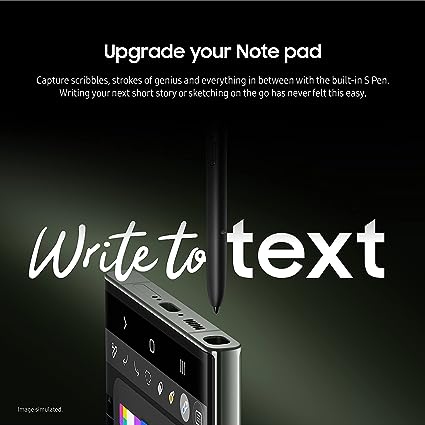 Upgrade your Note pad
Capture scribbles, strokes of genius and everything in between with the built-in S Pen.
Writing your next short story or sketching on the go has never felt this easy.
Write to text
Image simulated.